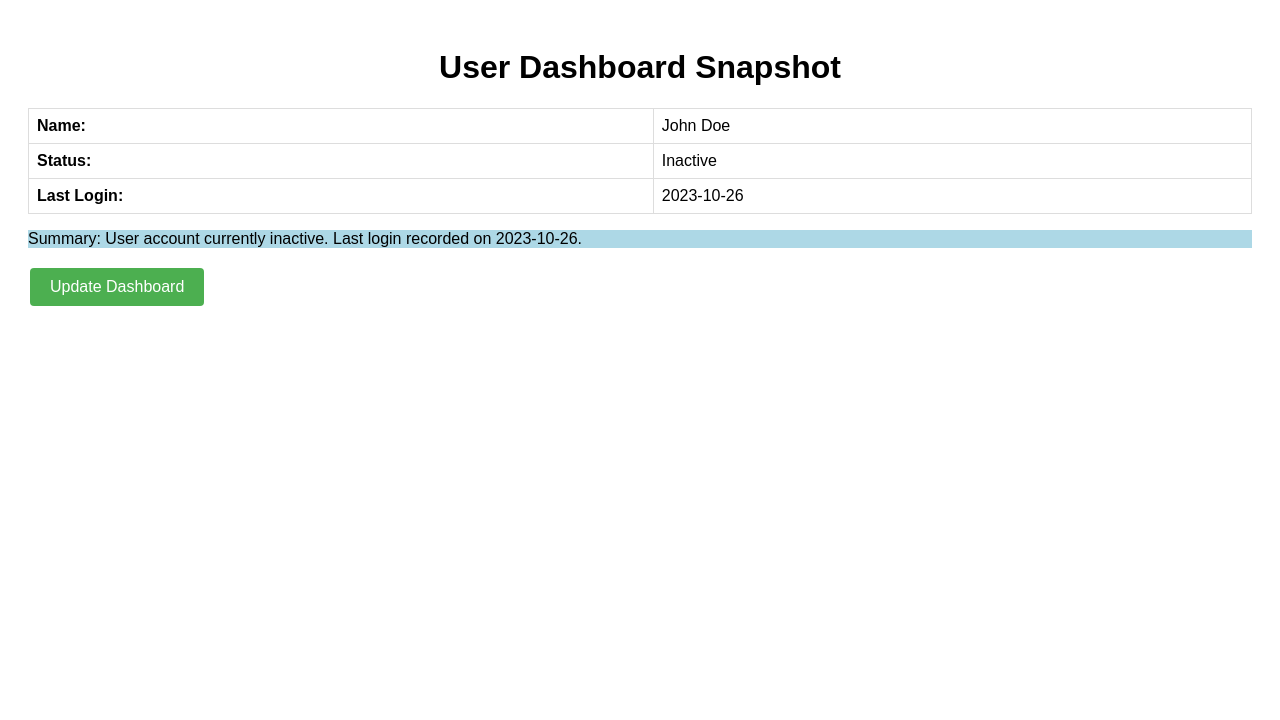 User Dashboard Snapshot
Name: John Doe
Status: Inactive
Last Login: 2023-10-26
Summary: User account currently inactive. Last login recorded on 2023-10-26.
Update Dashboard